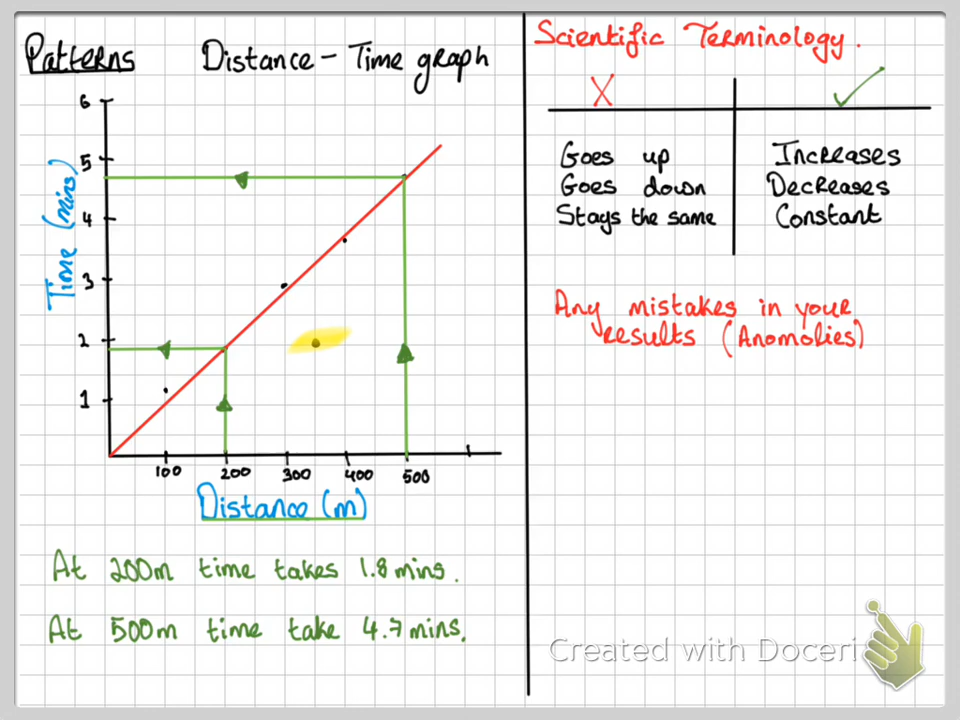 Patterns
Distance - Time graph
6
5
4
3
2
1
Time (mins)
100 200 300 400 500
Distance (m)
At 200m time takes 1.8 mins.
At 500m time take 4.7 mins.
Scientific Terminology.
X ✓
Goes up Increases
Goes down Decreases
Stays the same Constant
Any mistakes in your
results (Anomolies)
Created with Doceri